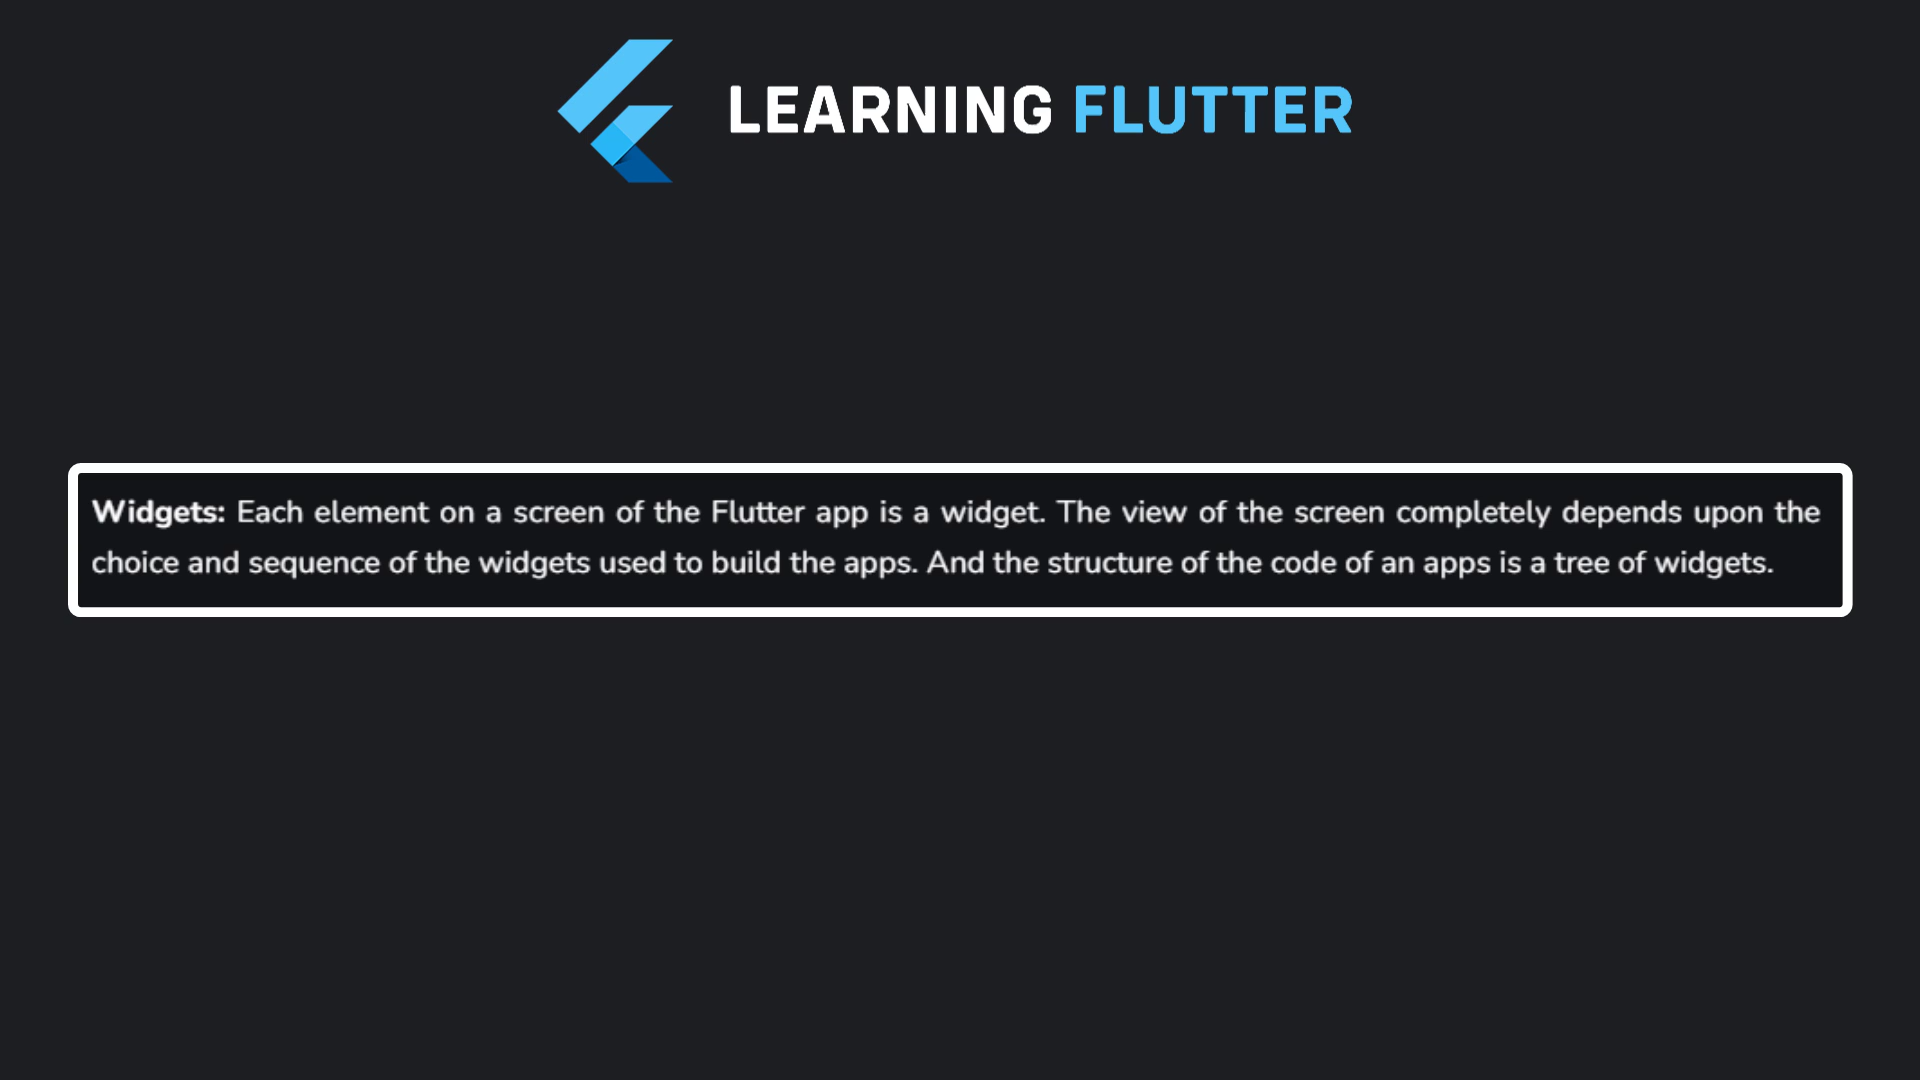 LEARNING FLUTTER
Widgets: Each element on a screen of the Flutter app is a widget. The view of the screen completely depends upon the
choice and sequence of the widgets used to build the apps. And the structure of the code of an apps is a tree of widgets.